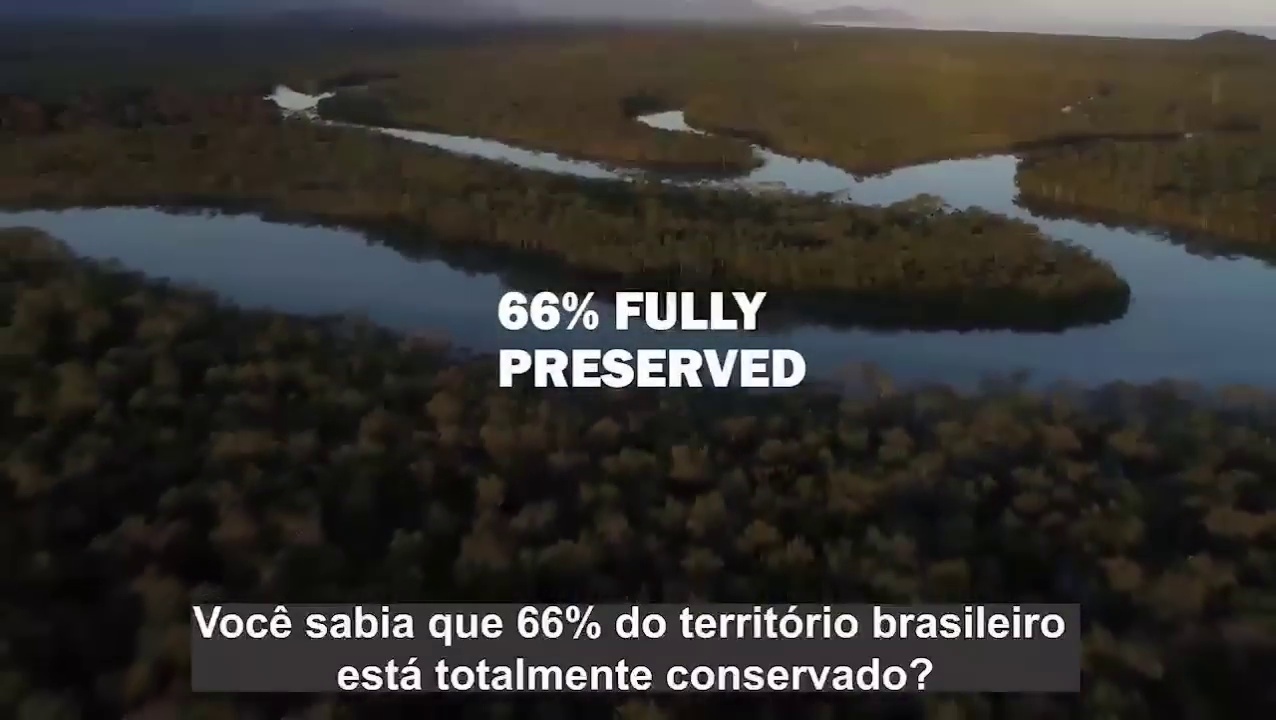 66% FULLY
PRESERVED
Você sabia que 66% do território brasileiro
está totalmente conservado?